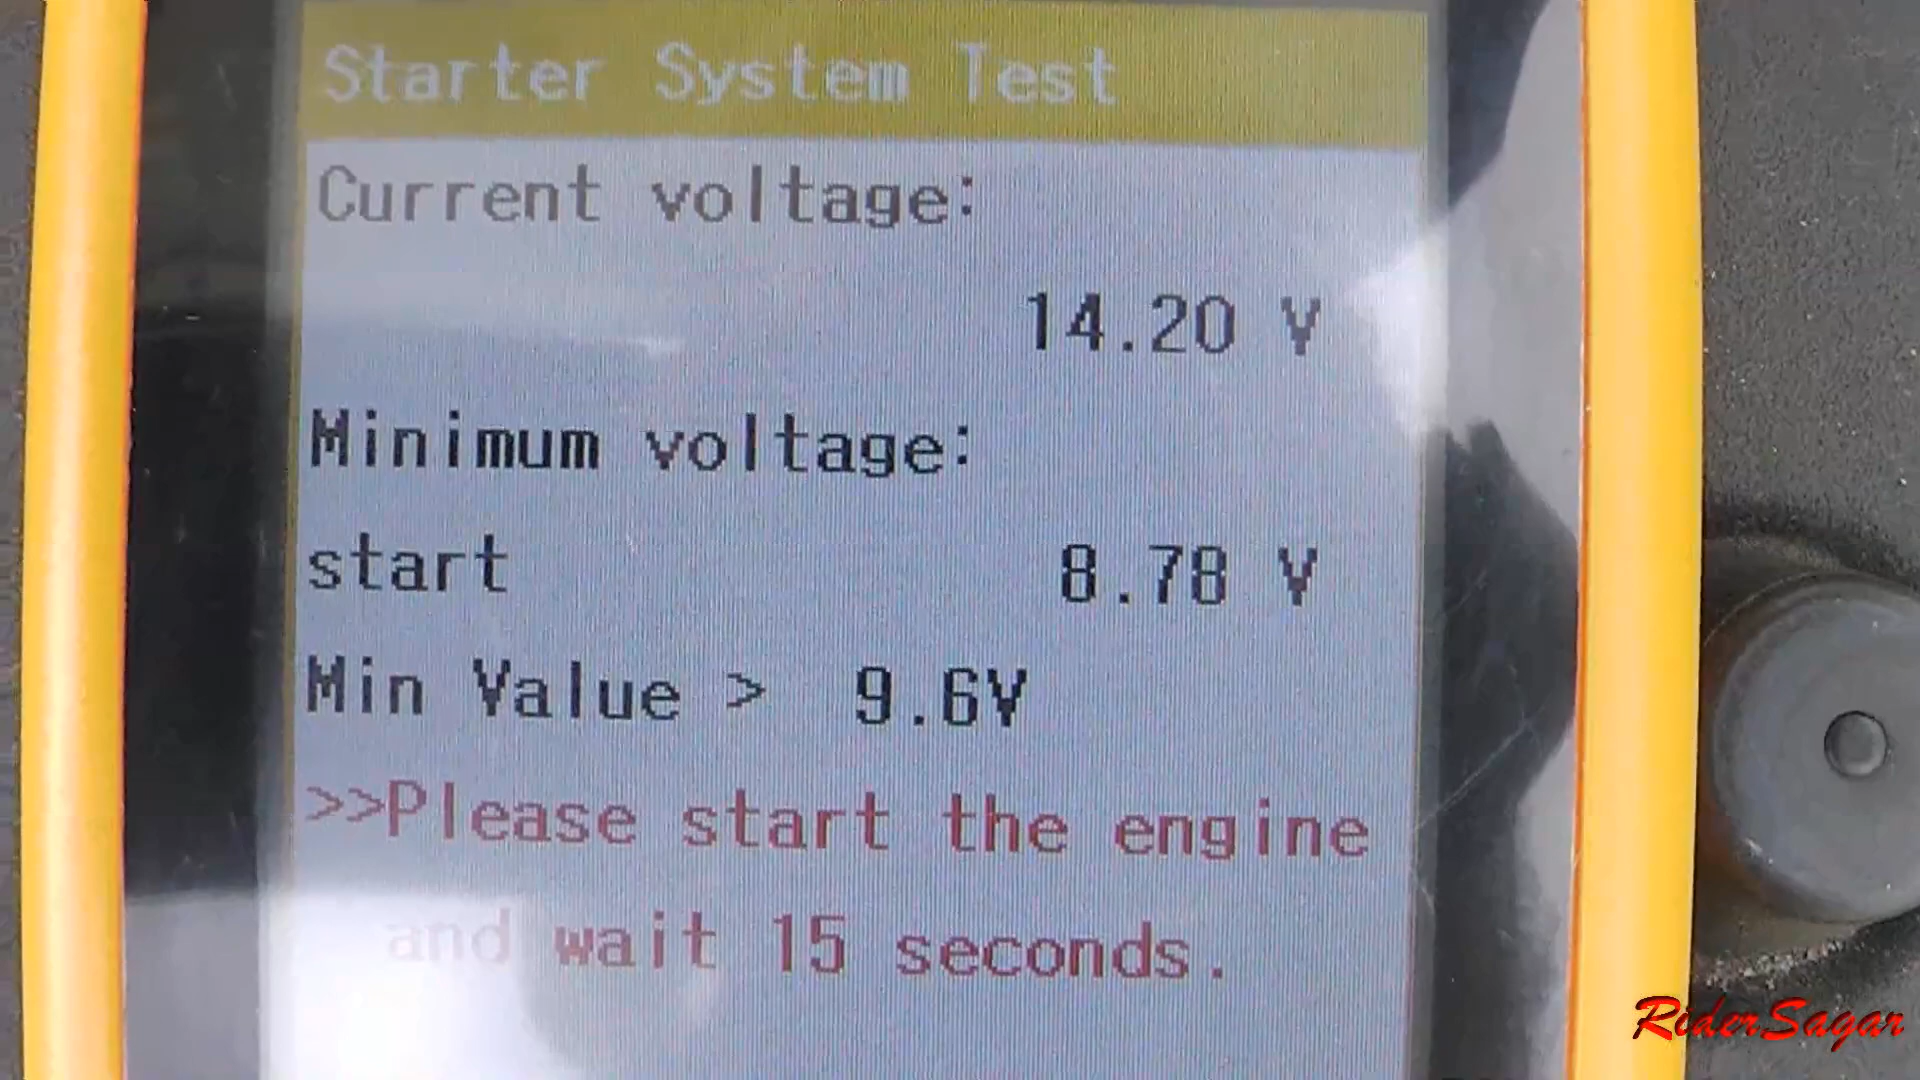 Starter System Test
Current voltage:
14.20 V
Minimum voltage:
start 8.78 V
Min Value > 9.6V
>>Please start the engine
and wait 15 seconds.
RiderSagar